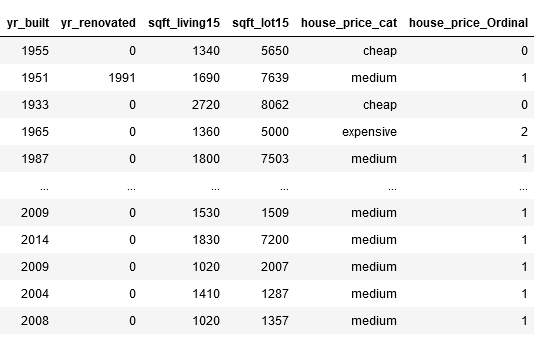 yr_built yr_renovated sqft_living15 sqft_lot15 house_price_cat house_price_Ordinal
1955 0 1340 5650 cheap 0
1951 1991 1690 7639 medium 1
1933 0 2720 8062 cheap 0
1965 0 1360 5000 expensive 2
1987 0 1800 7503 medium 1
... ... ... ... ... ...
2009 0 1530 1509 medium 1
2014 0 1830 7200 medium 1
2009 0 1020 2007 medium 1
2004 0 1410 1287 medium 1
2008 0 1020 1357 medium 1